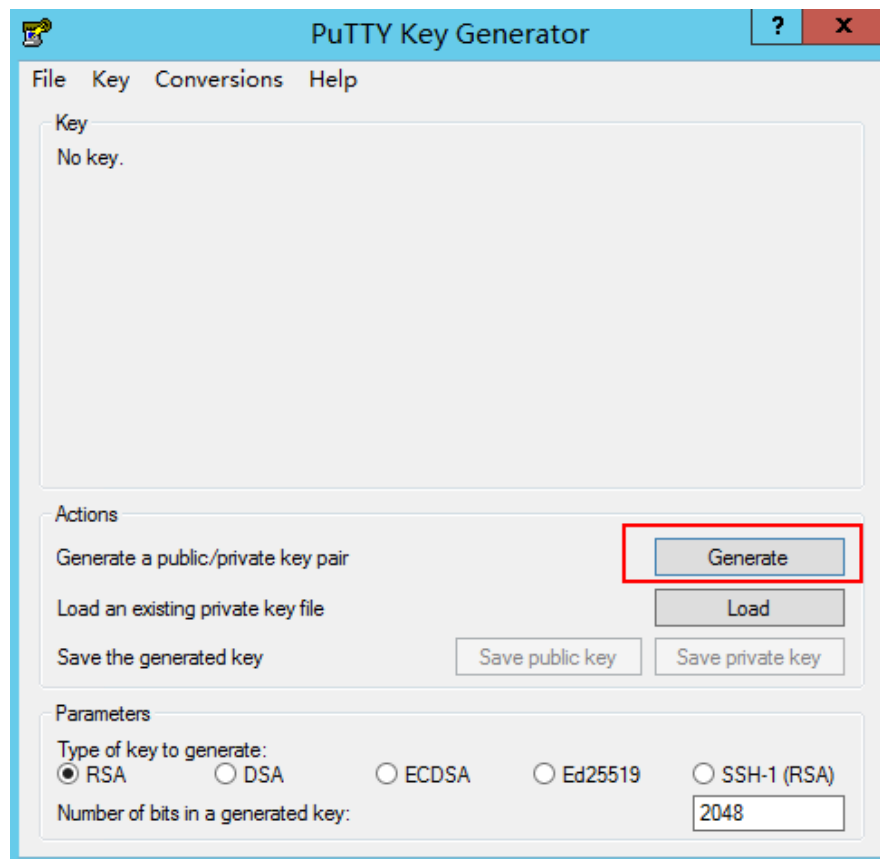 PuTTY Key Generator ? x
File Key Conversions Help
Key
No key.
Actions
Generate a public/private key pair Generate
Load an existing private key file Load
Save the generated key Save public key Save private key
Parameters
Type of key to generate:
RSA DSA ECDSA Ed25519 SSH-1 (RSA)
Number of bits in a generated key: 2048